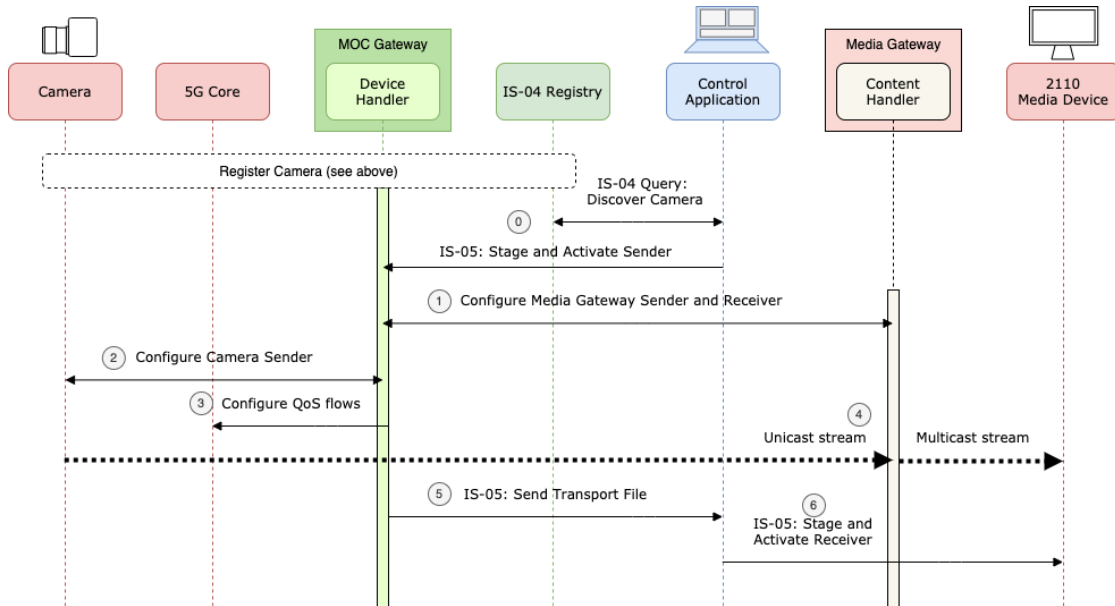 MOC Gateway
Media Gateway
Camera
5G Core
Device
Handler
IS-04 Registry
Control
Application
Content
Handler
2110
Media Device
Register Camera (see above)
IS-04 Query:
Discover Camera
0
IS-05: Stage and Activate Sender
1
Configure Media Gateway Sender and Receiver
2
Configure Camera Sender
3
Configure QoS flows
4
Unicast stream
Multicast stream
5
IS-05: Send Transport File
6
IS-05: Stage and
Activate Receiver